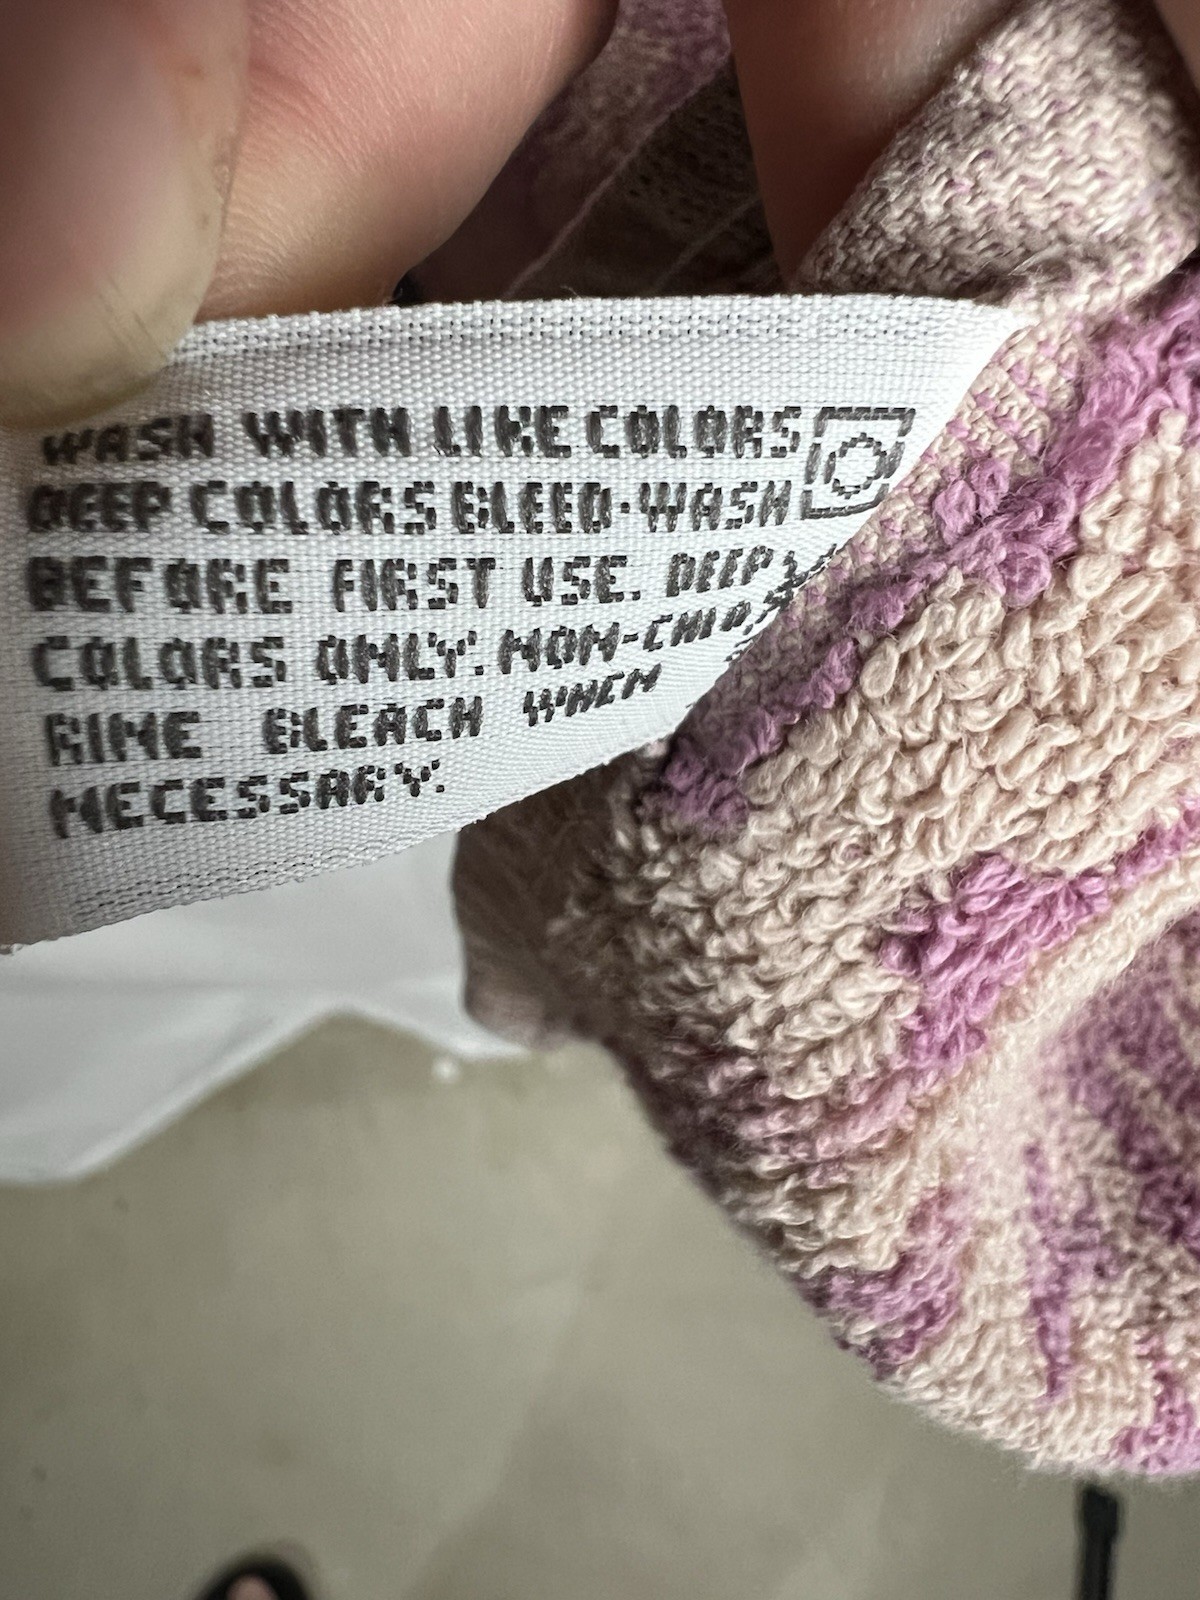 WASH WITH LIKE COLORS
DEEP COLORS BLEED-WASH
BEFORE FIRST USE. DEEP
COLORS ONLY. NON-CHLO
RINE BLEACH WHEN
NECESSARY.